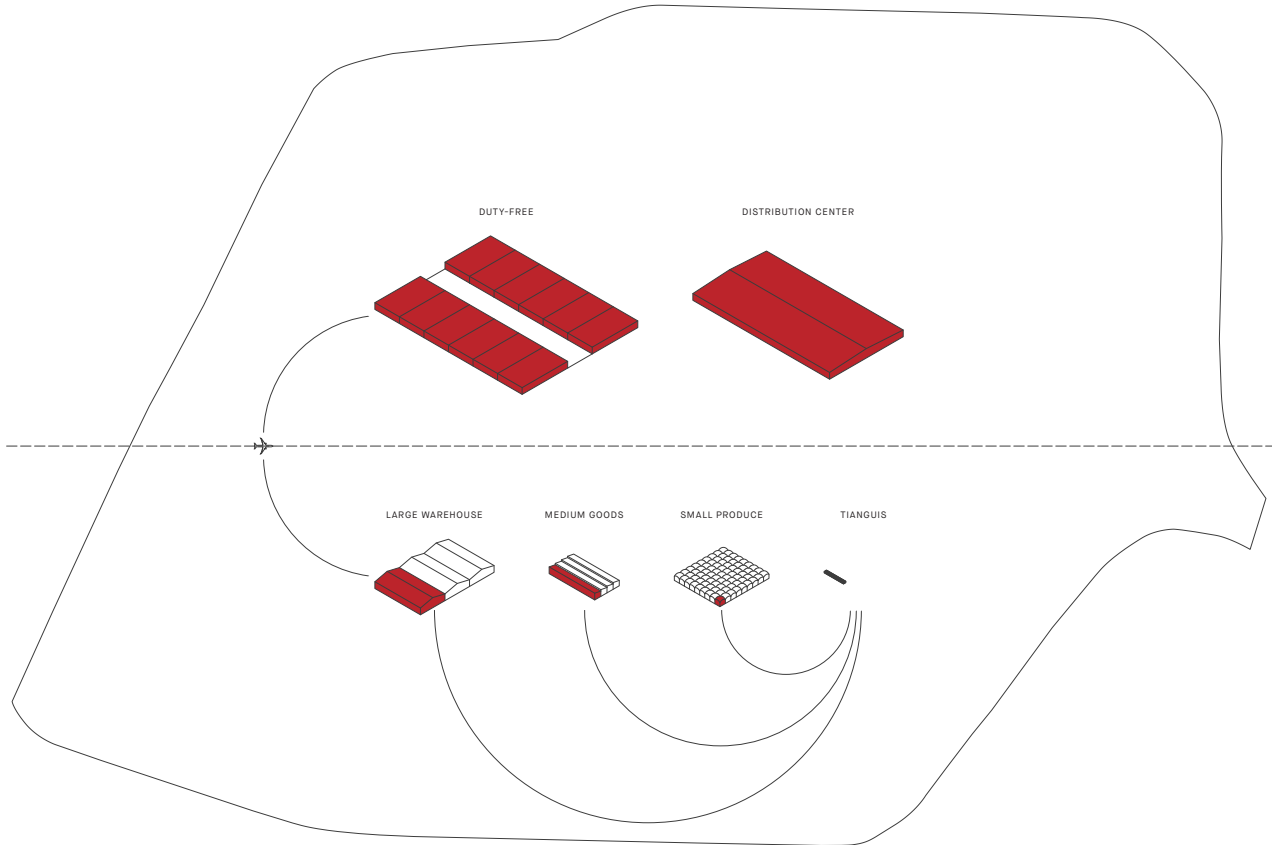 DUTY-FREE
DISTRIBUTION CENTER
LARGE WAREHOUSE
MEDIUM GOODS
SMALL PRODUCE
TIANGUIS